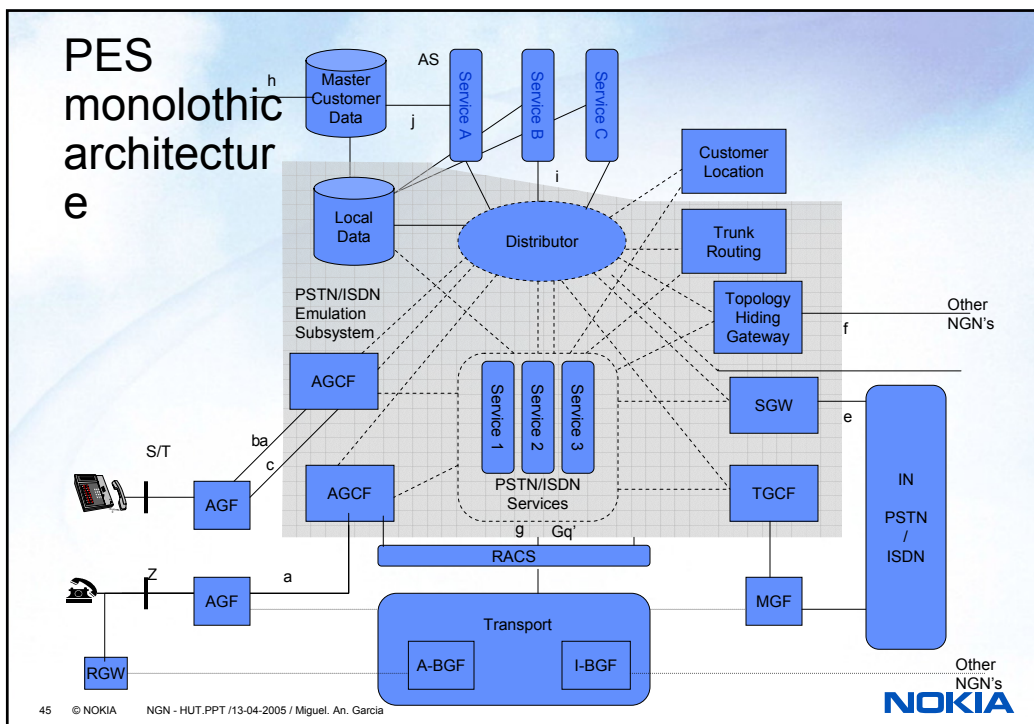 PES
monolothic
architectur
e
h
Master
Customer
Data
j
AS
Service A
Service B
Service C
i
Customer
Location
Local
Data
Distributor
Trunk
Routing
PSTN/ISDN
Emulation
Subsystem
Topology
Hiding
Gateway
f
Other
NGN's
AGCF
Service 1
Service 2
Service 3
SGW
e
ba
c
S/T
AGF
AGCF
PSTN/ISDN
Services
TGCF
IN
PSTN
/
ISDN
g
Gq'
RACS
Z
a
AGF
MGF
Transport
A-BGF
I-BGF
RGW
Other
NGN's
45 © NOKIA NGN - HUT.PPT /13-04-2005 / Miguel. An. Garcia
NOKIA